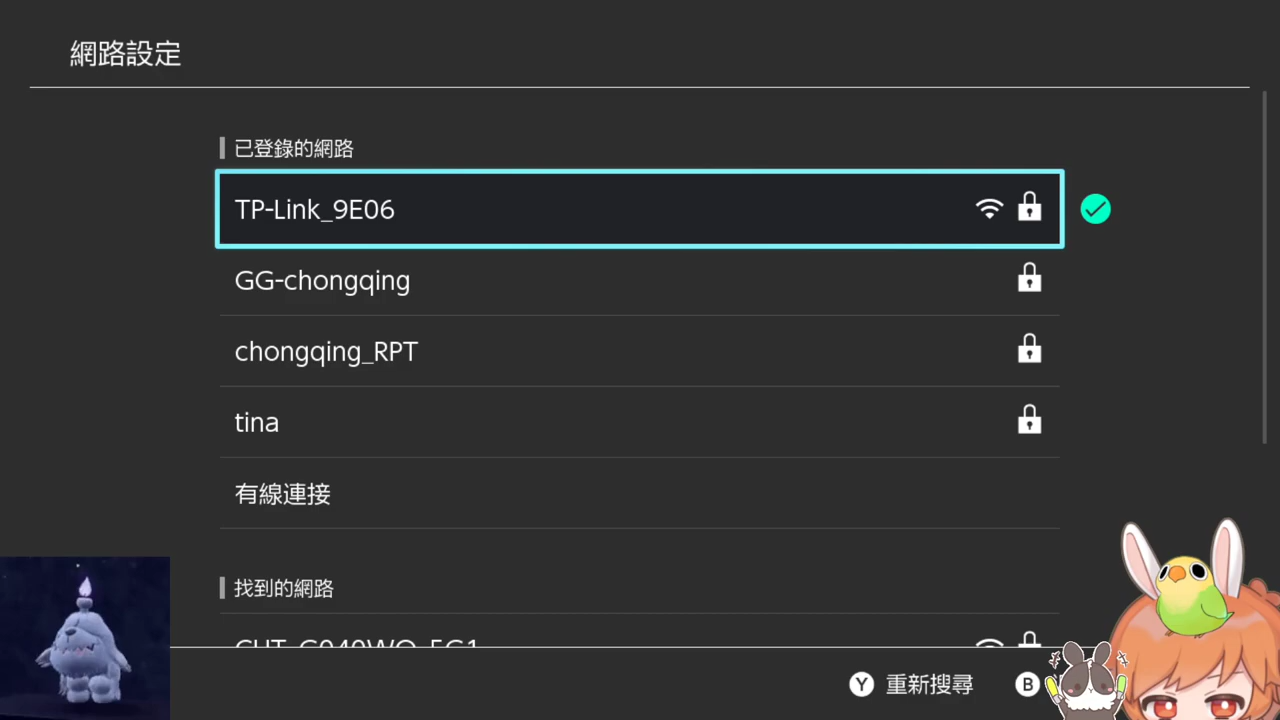 網路設定
已登錄的網路
TP-Link_9E06
GG-chongqing
chongqing_RPT
tina
有線連接
找到的網路
Y 重新搜尋 B